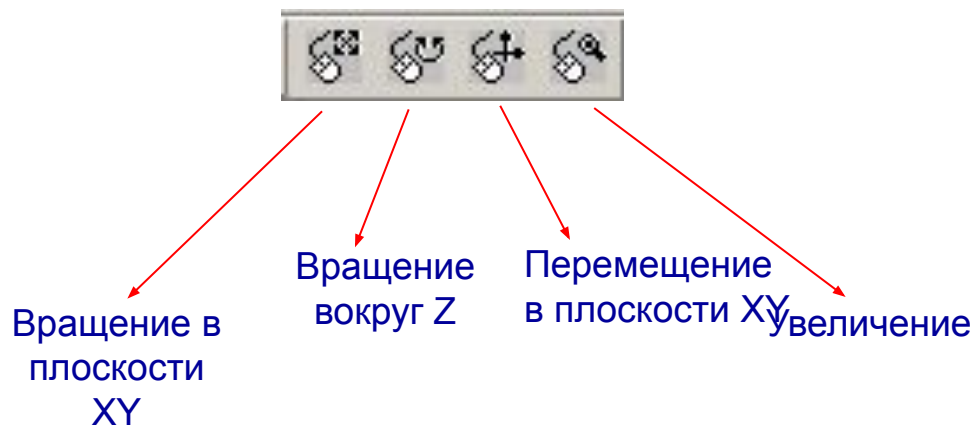 Вращение в
плоскости
XY
Вращение
вокруг Z
Перемещение
в плоскости XY
Увеличение